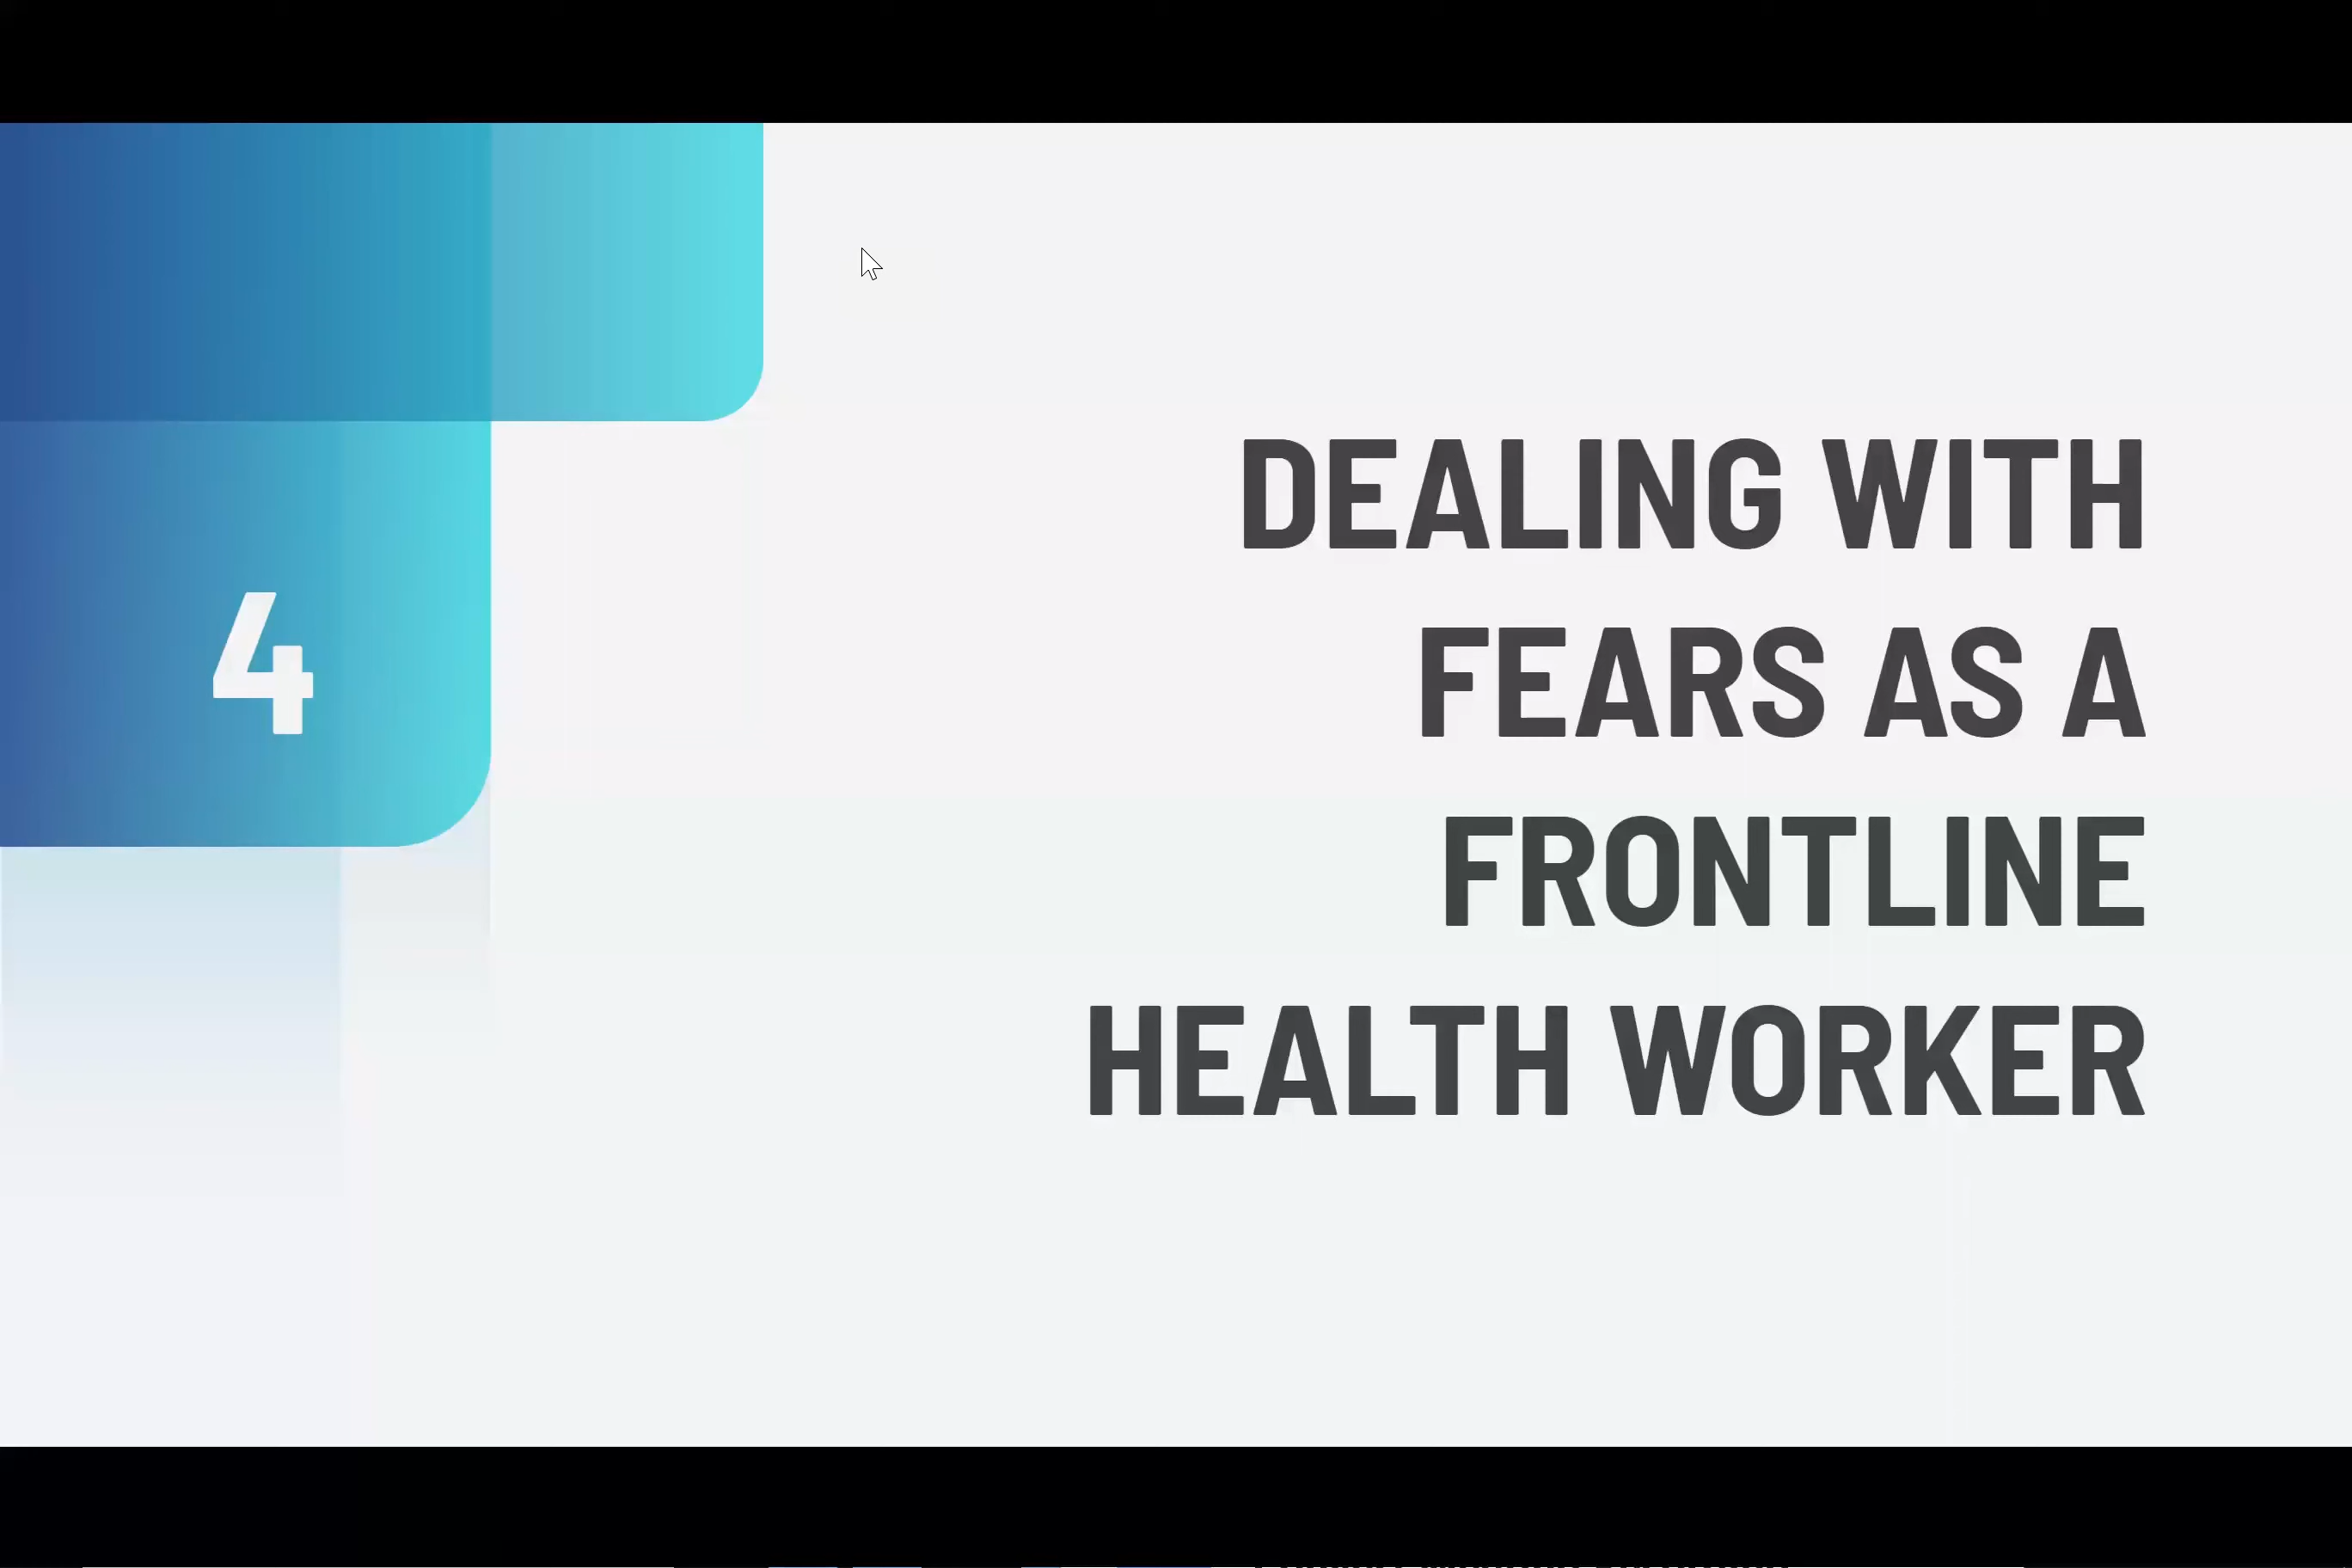 4
DEALING WITH
FEARS AS A
FRONTLINE
HEALTH WORKER